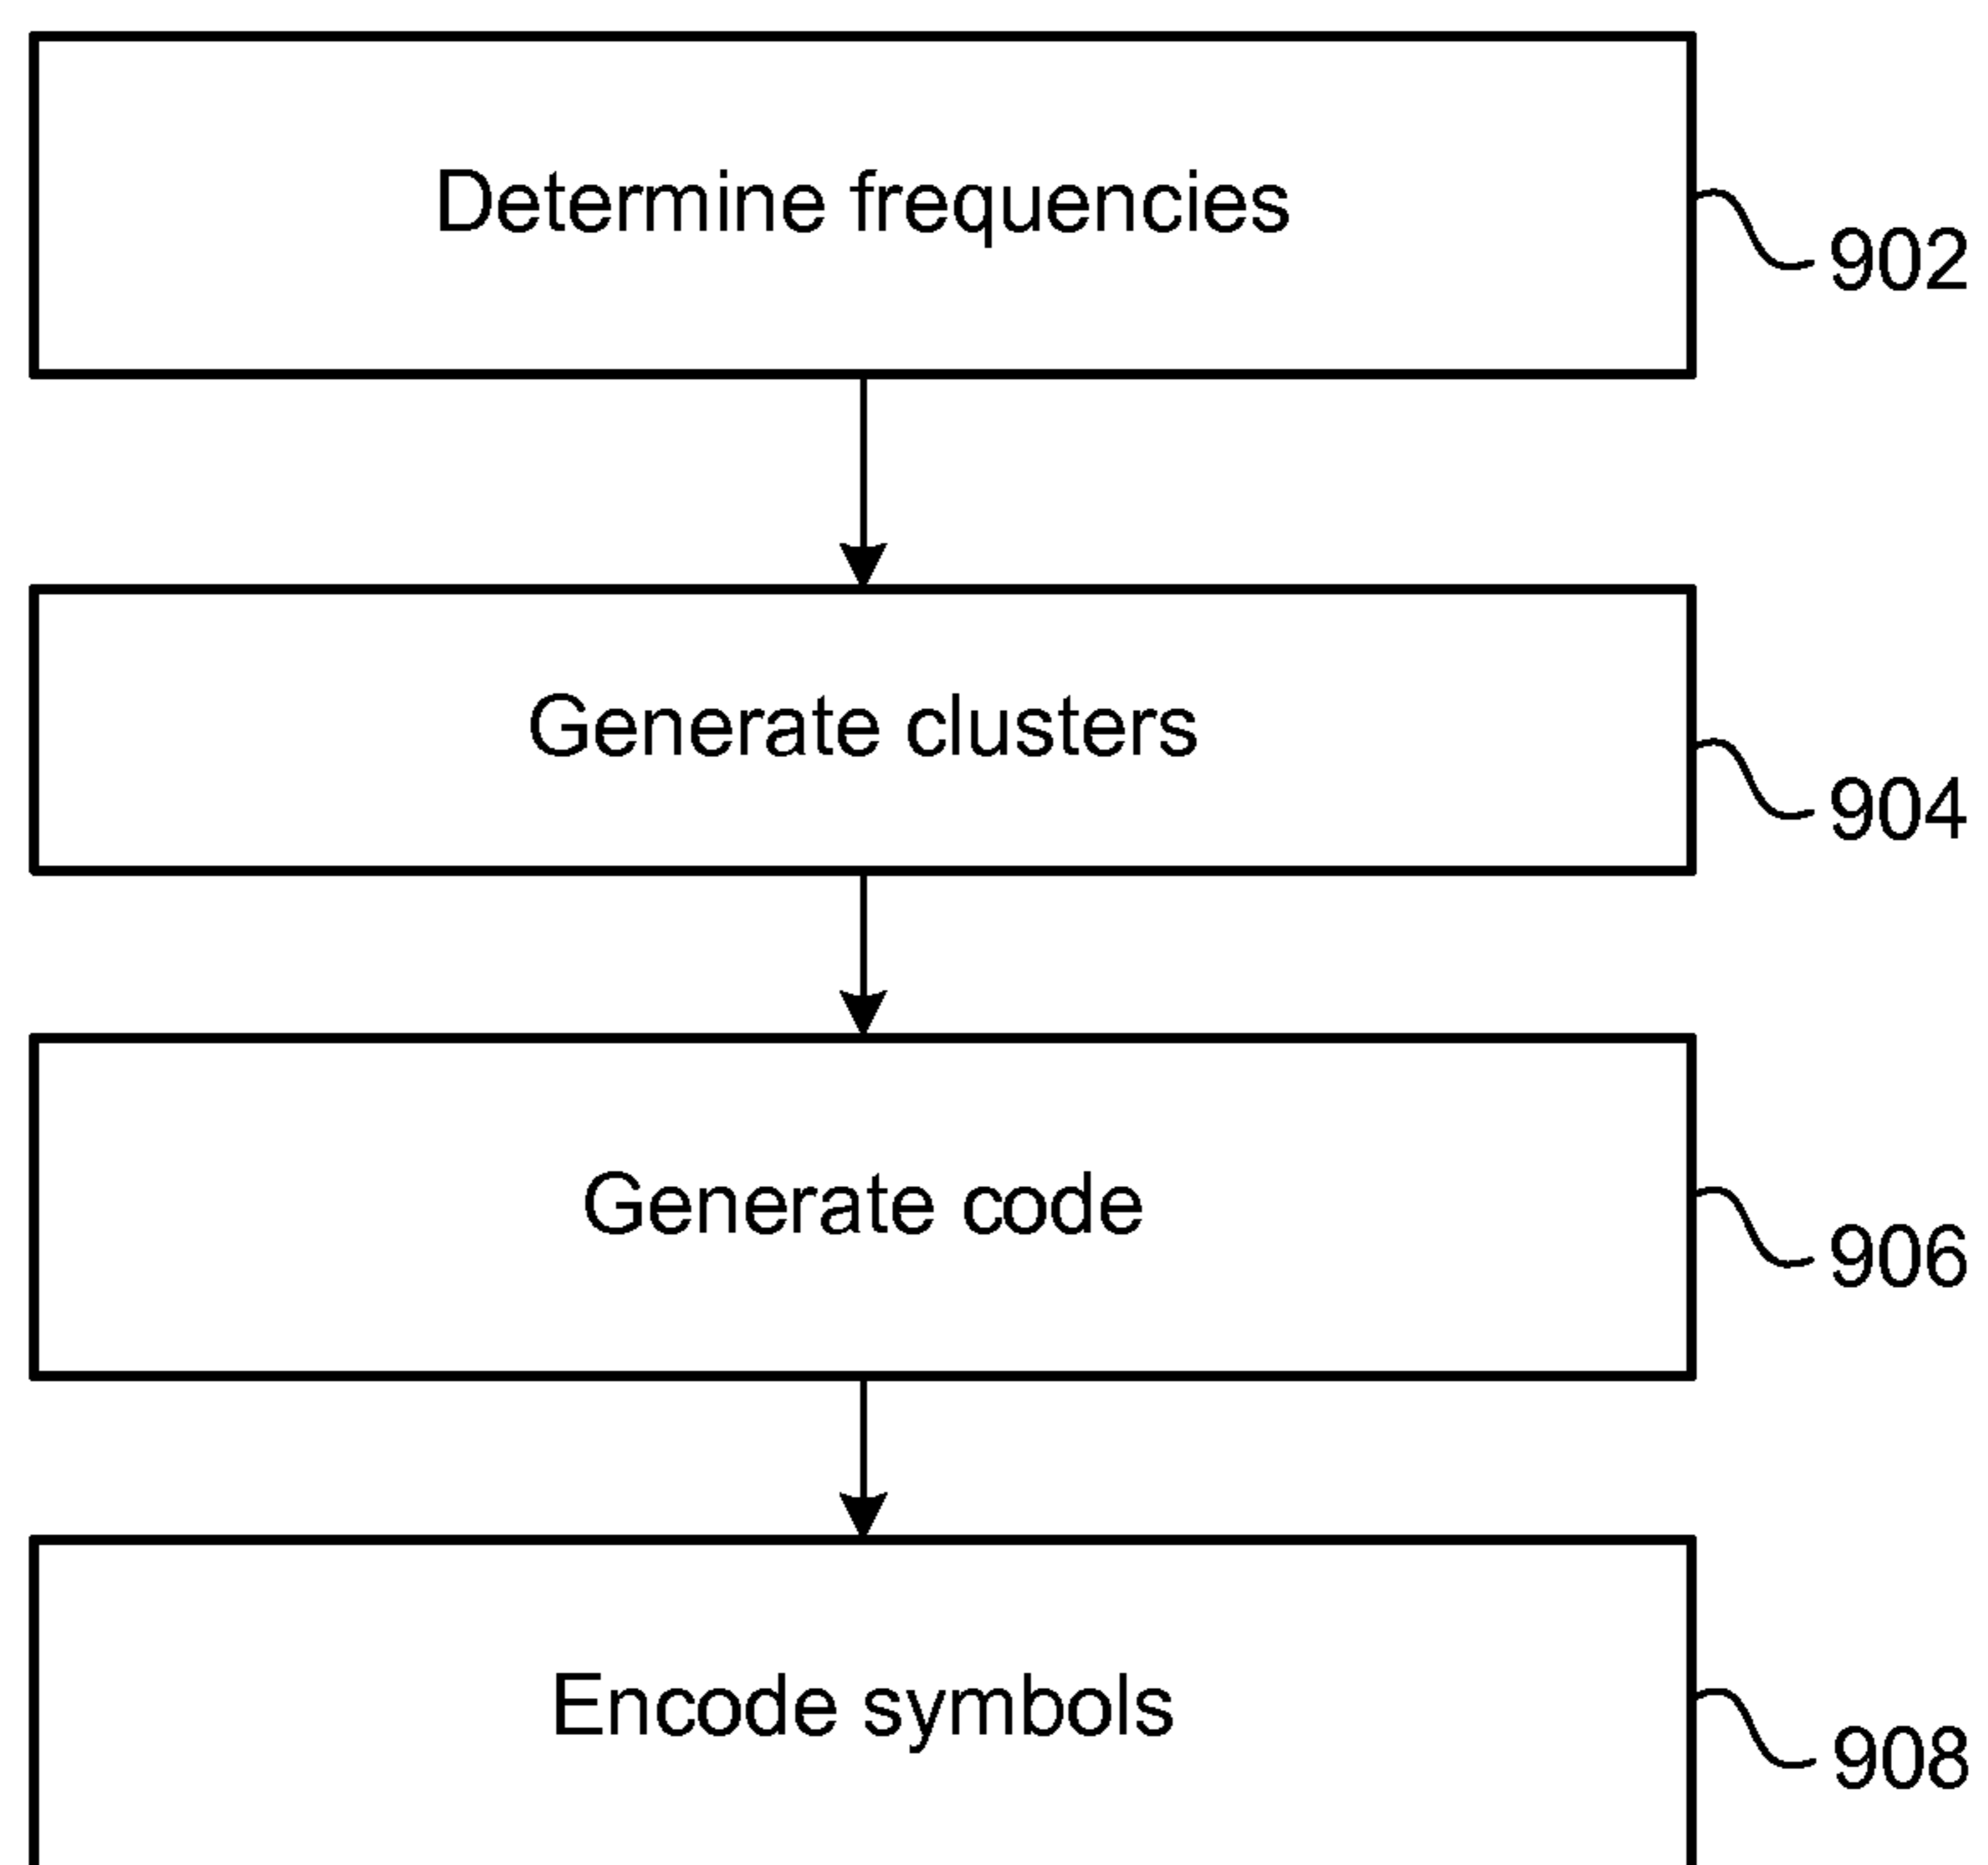 Determine frequencies
902
Generate clusters
904
Generate code
906
Encode symbols
908